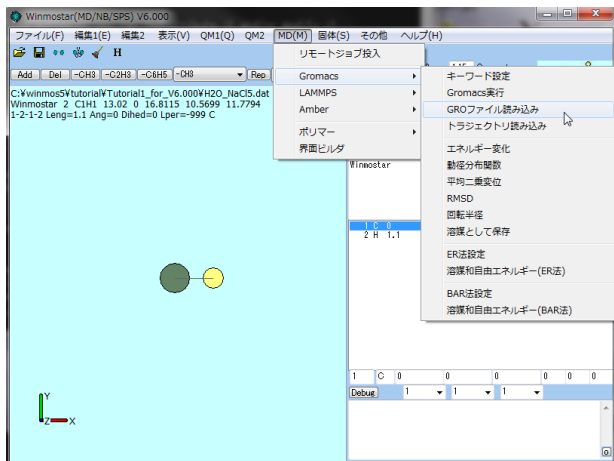 Winmostar(MD/NB/SPS) V6.000
ファイル(F) 編集1(E) 編集2 表示(V) QM1(Q) QM2 MD(M) 固体(S) その他 ヘルプ(H)
H
Add Del -CH3 -C2H3 -C6H5 -CH3 Rep
C:¥winmos5¥tutorial¥Tutorial1_for_V6.000¥H2O_NaCl5.dat
Winmostar 2 C1H1 13.02 0 16.8115 10.5699 11.7794
1-2-1-2 Leng=1.1 Ang=0 Dihed=0 Lper=-999 C
リモートジョブ投入
Gromacs
LAMMPS
Amber
ポリマー
界面ビルダ
キーワード設定
Gromacs実行
GROファイル読み込み
トラジェクトリ読み込み
エネルギー変化
動径分布関数
平均二乗変位
RMSD
回転半径
溶媒として保存
ER法設定
溶媒和自由エネルギー(ER法)
BAR法設定
溶媒和自由エネルギー(BAR法)
Winmostar
1 C 0
2 H 1.1
1 C 0 0 0 0 0 0
Debug 1 1 1
Y
Z X